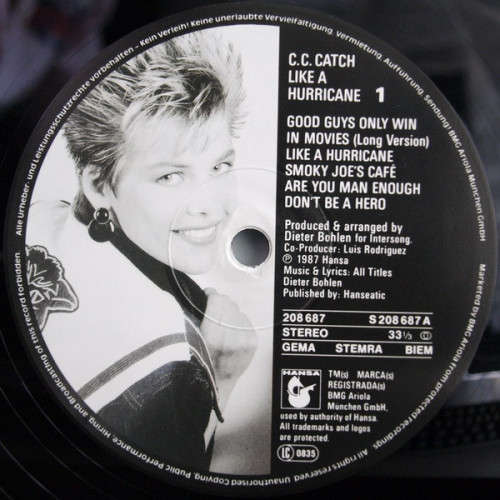 C.C. CATCH
LIKE A
HURRICANE 1
GOOD GUYS ONLY WIN
IN MOVIES (Long Version)
LIKE A HURRICANE
SMOKY JOE'S CAFÉ
ARE YOU MAN ENOUGH
DON'T BE A HERO
Produced & arranged by
Dieter Bohlen for Intersong.
Co-Producer: Luis Rodriguez
℗ 1987 Hansa
Music & Lyrics: All Titles
Dieter Bohlen
Published by: Hanseatic
208 687 S 208 687 A
STEREO 33⅓
GEMA STEMRA BIEM
HANSA
TM(s) MARCA(s)
REGISTRADA(s)
BMG Ariola
München GmbH,
used by authority of Hansa.
All trademarks and logos
are protected.
LC 0835
Alle Urheber- und Leistungsschutzrechte vorbehalten - Kein Verleih! Keine unerlaubte Vervielfältigung, Vermietung, Aufführung, Sendung! BMG Ariola München GmbH
Marketed by BMG Ariola from protected recordings.
All rights reserved. Unauthorised Copying, Public Performance, Hiring and Broadcasting of this record forbidden